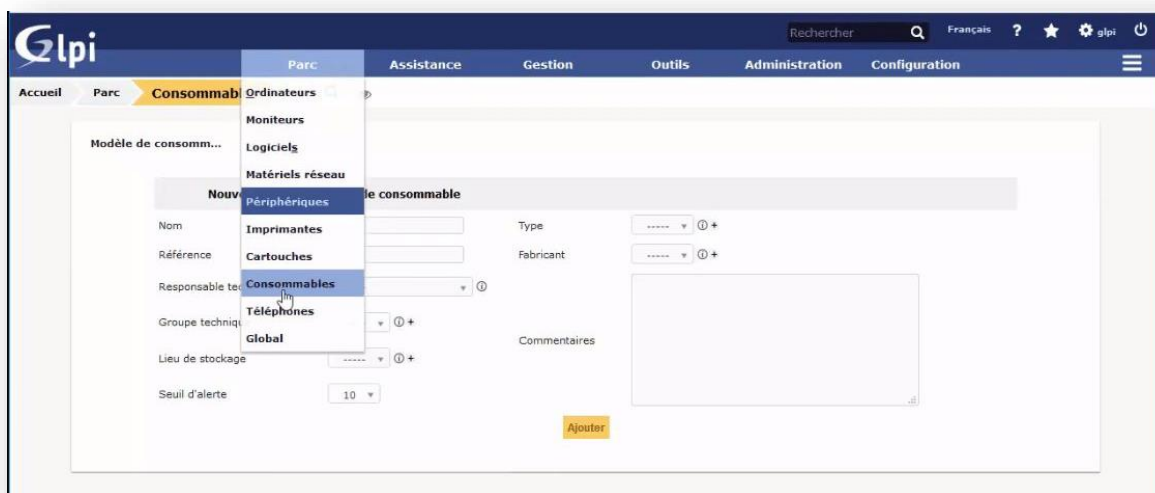 Glpi
Rechercher Français ? glpi
Parc Assistance Gestion Outils Administration Configuration
Accueil Parc Consommabl
Ordinateurs
Moniteurs
Logiciels
Matériels réseau
Périphériques
Imprimantes
Cartouches
Consommables
Téléphones
Global
Modèle de consomm...
Nouv le consommable
Nom Type -----
Référence Fabricant -----
Responsable tec
Groupe techniqu
Commentaires
Lieu de stockage -----
Seuil d'alerte 10
Ajouter